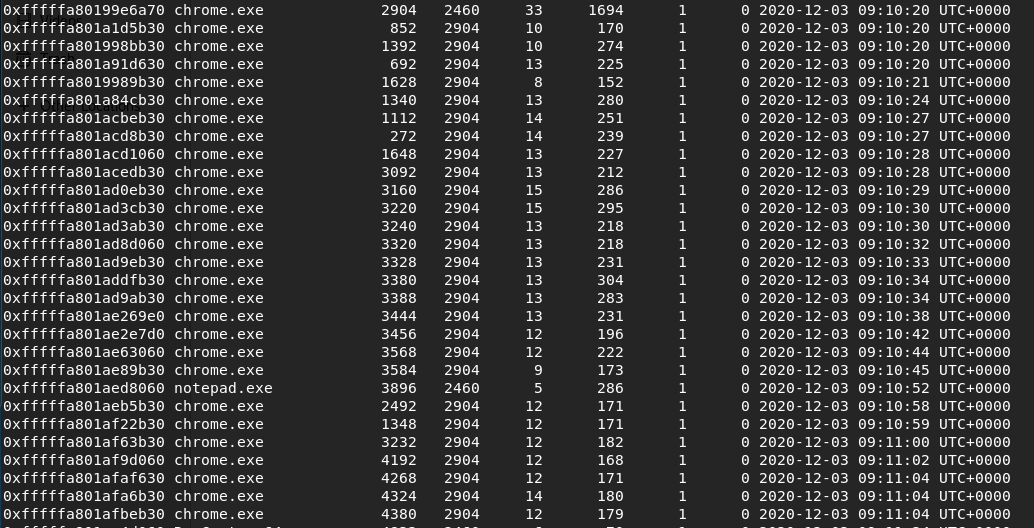 0xfffffa80199e6a70 chrome.exe 2904 2460 33 1694 1 0 2020-12-03 09:10:20 UTC+0000
0xfffffa801a1d5b30 chrome.exe 852 2904 10 170 1 0 2020-12-03 09:10:20 UTC+0000
0xfffffa801998bb30 chrome.exe 1392 2904 10 274 1 0 2020-12-03 09:10:20 UTC+0000
0xfffffa801a91d630 chrome.exe 692 2904 13 225 1 0 2020-12-03 09:10:20 UTC+0000
0xfffffa8019989b30 chrome.exe 1628 2904 8 152 1 0 2020-12-03 09:10:21 UTC+0000
0xfffffa801a84cb30 chrome.exe 1340 2904 13 280 1 0 2020-12-03 09:10:24 UTC+0000
0xfffffa801acbeb30 chrome.exe 1112 2904 14 251 1 0 2020-12-03 09:10:27 UTC+0000
0xfffffa801acd8b30 chrome.exe 272 2904 14 239 1 0 2020-12-03 09:10:27 UTC+0000
0xfffffa801acd1060 chrome.exe 1648 2904 13 227 1 0 2020-12-03 09:10:28 UTC+0000
0xfffffa801acedb30 chrome.exe 3092 2904 13 212 1 0 2020-12-03 09:10:28 UTC+0000
0xfffffa801ad0eb30 chrome.exe 3160 2904 15 286 1 0 2020-12-03 09:10:29 UTC+0000
0xfffffa801ad3cb30 chrome.exe 3220 2904 15 295 1 0 2020-12-03 09:10:30 UTC+0000
0xfffffa801ad3ab30 chrome.exe 3240 2904 13 218 1 0 2020-12-03 09:10:30 UTC+0000
0xfffffa801ad8d060 chrome.exe 3320 2904 13 218 1 0 2020-12-03 09:10:32 UTC+0000
0xfffffa801ad9eb30 chrome.exe 3328 2904 13 231 1 0 2020-12-03 09:10:33 UTC+0000
0xfffffa801addfb30 chrome.exe 3380 2904 13 304 1 0 2020-12-03 09:10:34 UTC+0000
0xfffffa801ad9ab30 chrome.exe 3388 2904 13 283 1 0 2020-12-03 09:10:34 UTC+0000
0xfffffa801ae269e0 chrome.exe 3444 2904 13 231 1 0 2020-12-03 09:10:38 UTC+0000
0xfffffa801ae2e7d0 chrome.exe 3456 2904 12 196 1 0 2020-12-03 09:10:42 UTC+0000
0xfffffa801ae63060 chrome.exe 3568 2904 12 222 1 0 2020-12-03 09:10:44 UTC+0000
0xfffffa801ae89b30 chrome.exe 3584 2904 9 173 1 0 2020-12-03 09:10:45 UTC+0000
0xfffffa801aed8060 notepad.exe 3896 2460 5 286 1 0 2020-12-03 09:10:52 UTC+0000
0xfffffa801aeb5b30 chrome.exe 2492 2904 12 171 1 0 2020-12-03 09:10:58 UTC+0000
0xfffffa801af22b30 chrome.exe 1348 2904 12 171 1 0 2020-12-03 09:10:59 UTC+0000
0xfffffa801af63b30 chrome.exe 3232 2904 12 182 1 0 2020-12-03 09:11:00 UTC+0000
0xfffffa801af9d060 chrome.exe 4192 2904 12 168 1 0 2020-12-03 09:11:02 UTC+0000
0xfffffa801afaf630 chrome.exe 4268 2904 12 171 1 0 2020-12-03 09:11:04 UTC+0000
0xfffffa801afa6b30 chrome.exe 4324 2904 14 180 1 0 2020-12-03 09:11:04 UTC+0000
0xfffffa801afbeb30 chrome.exe 4380 2904 12 179 1 0 2020-12-03 09:11:04 UTC+0000